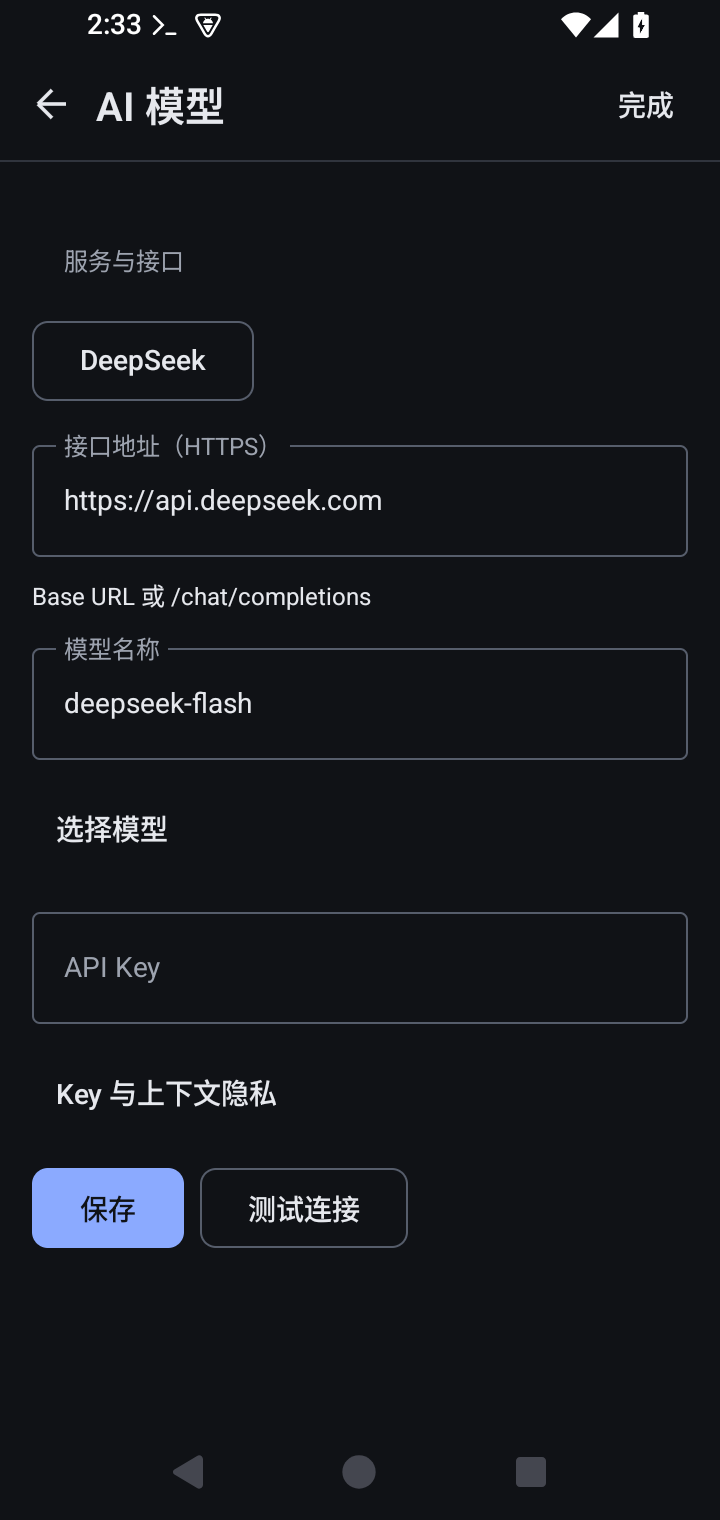 2:33
AI 模型
完成
服务与接口
DeepSeek
接口地址（HTTPS）
https://api.deepseek.com
Base URL 或 /chat/completions
模型名称
deepseek-flash
选择模型
API Key
Key 与上下文隐私
保存
测试连接